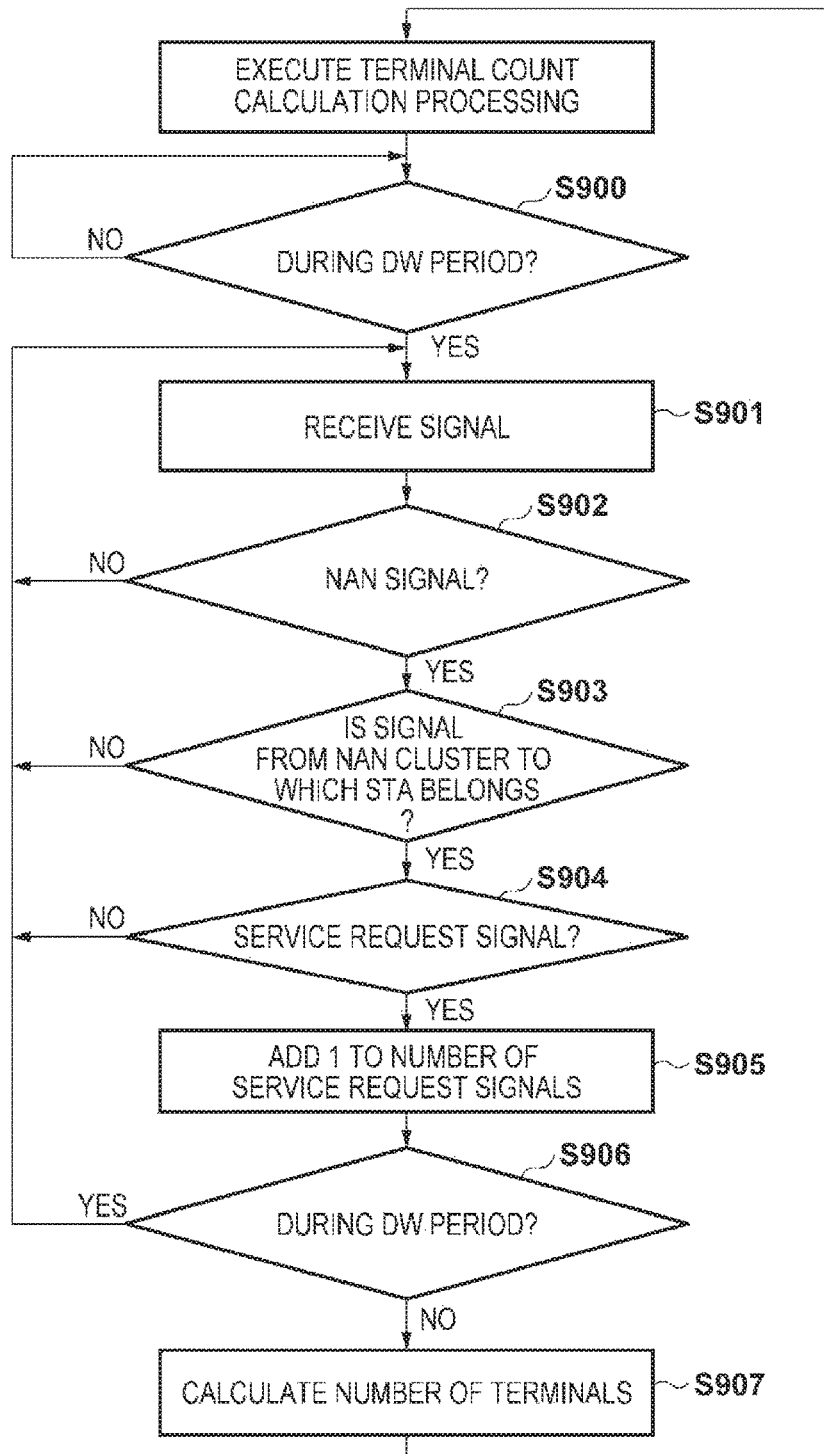 EXECUTE TERMINAL COUNT
CALCULATION PROCESSING
S900
NO
DURING DW PERIOD?
YES
S901
RECEIVE SIGNAL
S902
NO
NAN SIGNAL?
YES
S903
NO
IS SIGNAL
FROM NAN CLUSTER TO
WHICH STA BELONGS
?
YES
S904
NO
SERVICE REQUEST SIGNAL?
YES
ADD 1 TO NUMBER OF
SERVICE REQUEST SIGNALS
S905
S906
YES
DURING DW PERIOD?
NO
CALCULATE NUMBER OF TERMINALS
S907